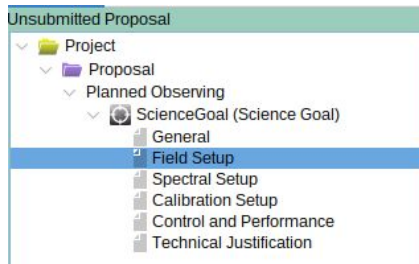 Unsubmitted Proposal
Project
Proposal
Planned Observing
ScienceGoal (Science Goal)
General
Field Setup
Spectral Setup
Calibration Setup
Control and Performance
Technical Justification